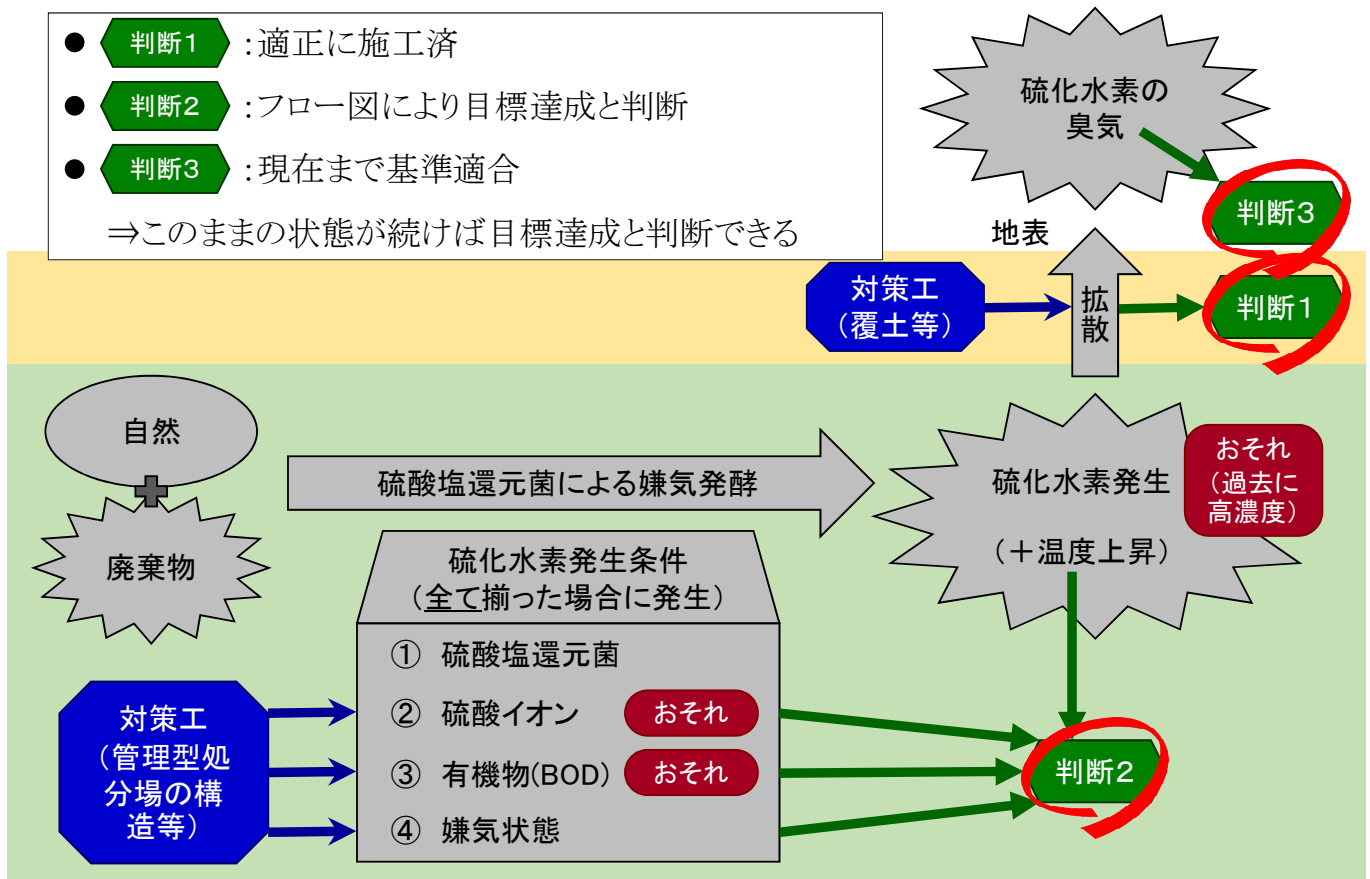 ● 判断1 :適正に施工済
● 判断2 :フロー図により目標達成と判断
● 判断3 :現在まで基準適合
⇒このままの状態が続けば目標達成と判断できる
硫化水素の
臭気
判断3
地表
対策工
(覆土等)
拡散
判断1
自然
廃棄物
硫酸塩還元菌による嫌気発酵
硫化水素発生
(+温度上昇)
おそれ
(過去に
高濃度)
硫化水素発生条件
(全て揃った場合に発生)
① 硫酸塩還元菌
② 硫酸イオン おそれ
③ 有機物(BOD) おそれ
④ 嫌気状態
対策工
(管理型処
分場の構
造等)
判断2